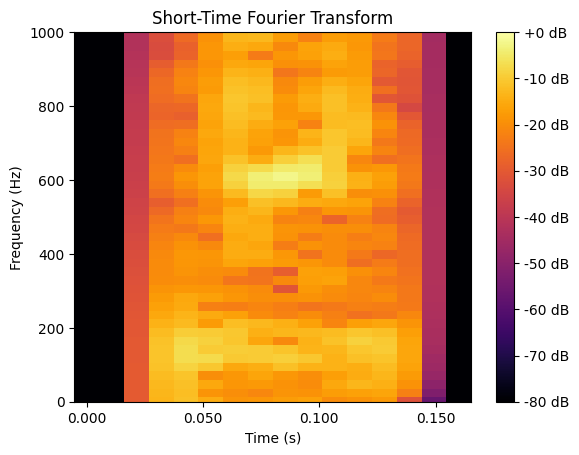 Short-Time Fourier Transform
1000
800
600
400
200
0
Frequency (Hz)
0.000
0.050
0.100
0.150
Time (s)
+0 dB
-10 dB
-20 dB
-30 dB
-40 dB
-50 dB
-60 dB
-70 dB
-80 dB